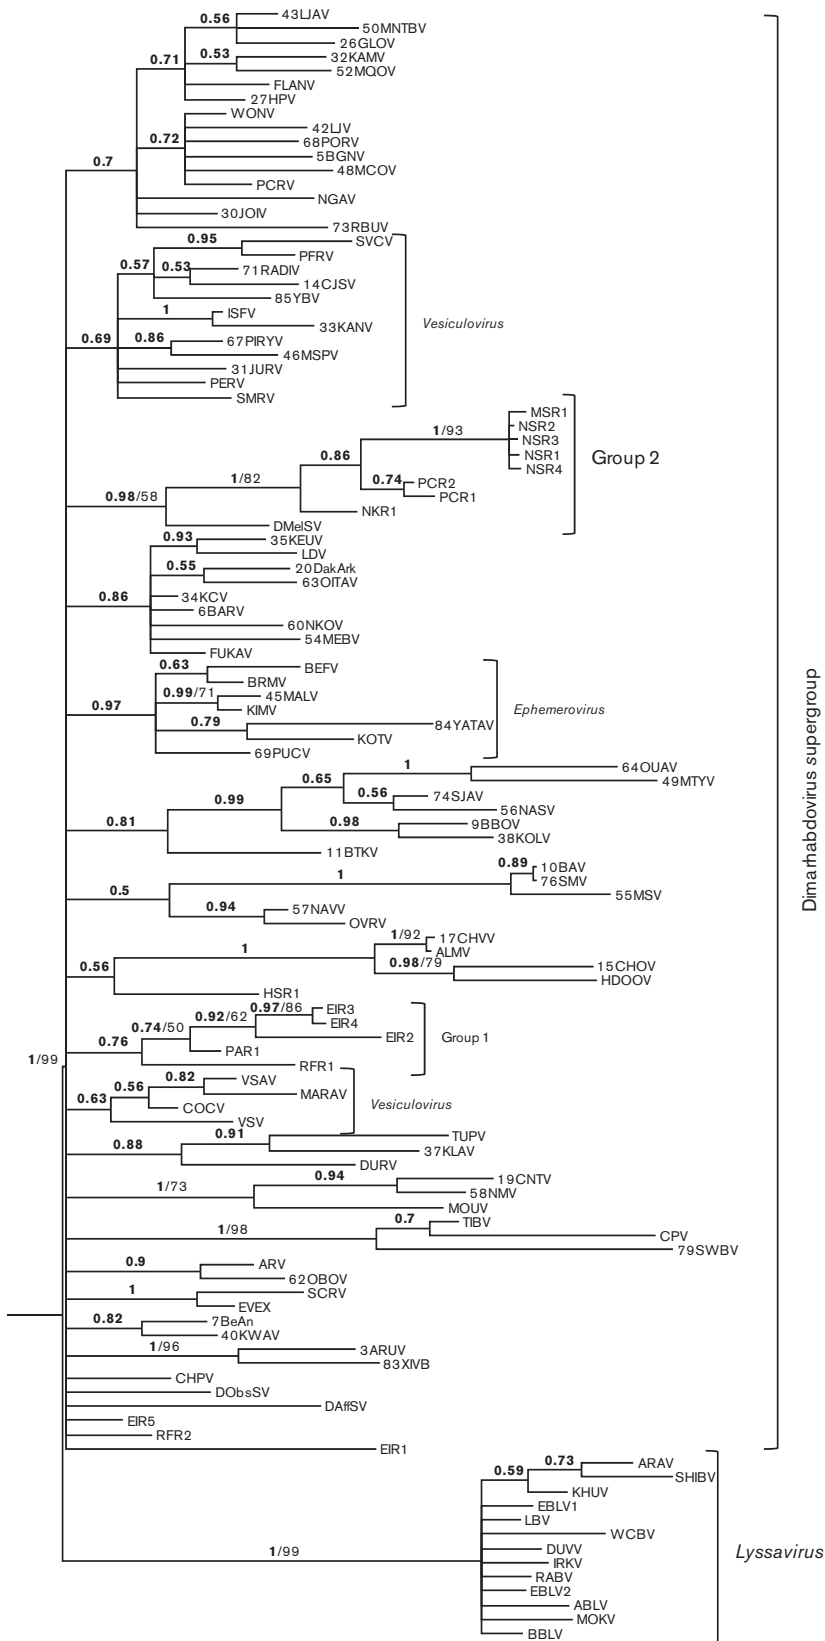 43LJAV
0.56
50MNTBV
26GLOV
0.71
0.53
32KAMV
52MQOV
FLANV
27HPV
WONV
42LJV
0.72
68PORV
5BGNV
0.7
48MCOV
PCRV
NGAV
30JOIV
73RBUV
0.95
SVCV
PFRV
0.57
0.53
71RADIV
14CJSV
85YBV
1
ISFV
Vesiculovirus
33KANV
0.69
0.86
67PIRYV
46MSPV
31JURV
PERV
SMRV
MSR1
NSR2
1/93
NSR3
NSR1
Group 2
0.86
NSR4
1/82
0.74
PCR2
PCR1
0.98/58
NKR1
DMelSV
0.93
35KEUV
LDV
0.55
20DakArk
63OITAV
0.86
34KCV
6BARV
60NKOV
54MEBV
FUKAV
0.63
BEFV
BRMV
0.99/71
45MALV
0.97
KIMV
Ephemerovirus
0.79
84YATAV
KOTV
69PUCV
1
64OUAV
0.65
49MTYV
0.99
0.56
74SJAV
56NASV
0.81
0.98
9BBOV
38KOLV
11BTKV
Dimarhabdovirus supergroup
0.89
10BAV
1
76SMV
0.5
55MSV
0.94
57NAVV
OVRV
1/92
17CHVV
1
ALMV
0.98/79
0.56
15CHOV
HDOOV
HSR1
0.97/86
EIR3
0.92/62
EIR4
0.74/50
EIR2
Group 1
0.76
PAR1
1/99
RFR1
0.82
VSAV
0.56
MARAV
0.63
COCV
Vesiculovirus
VSV
0.91
TUPV
0.88
37KLAV
DURV
0.94
19CNTV
1/73
58NMV
MOUV
0.7
TIBV
1/98
CPV
79SWBV
0.9
ARV
62OBOV
1
SCRV
EVEX
0.82
7BeAn
40KWAV
1/96
3ARUV
83XIVB
CHPV
DObsSV
DAffSV
EIR5
RFR2
EIR1
0.73
ARAV
0.59
SHIBV
KHUV
EBLV1
LBV
WCBV
1/99
DUVV
Lyssavirus
IRKV
RABV
EBLV2
ABLV
MOKV
BBLV